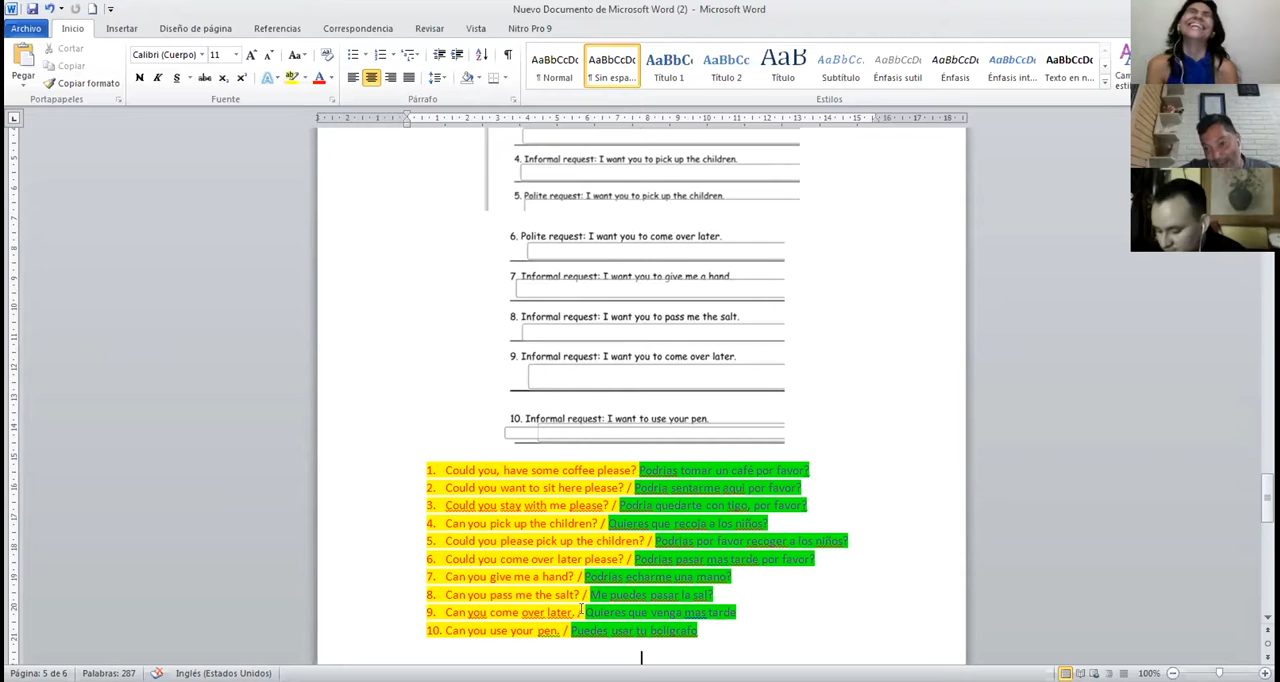 Nuevo Documento de Microsoft Word (2) - Microsoft Word
Archivo Inicio Insertar Diseño de página Referencias Correspondencia Revisar Vista Nitro Pro 9
Pegar
Cortar
Copiar
Copiar formato
Portapapeles
Calibri (Cuerpo) 11
Fuente
Párrafo
AaBbCcDc AaBbCcDc AaBbCc AaBbCc AaB AaBbCc. AaBbCcDc AaBbCcDc AaBbCcDc AaBbCcDc
¶ Normal ¶ Sin espa... Título 1 Título 2 Título Subtítulo Énfasis sutil Énfasis Énfasis int... Texto en n...
Estilos
4. Informal request: I want you to pick up the children.
5. Polite request: I want you to pick up the children.
6. Polite request: I want you to come over later.
7. Informal request: I want you to give me a hand.
8. Informal request: I want you to pass me the salt.
9. Informal request: I want you to come over later.
10. Informal request: I want to use your pen.
1. Could you, have some coffee please? Podrias tomar un café por favor?
2. Could you want to sit here please? / Podria sentarme aqui por favor?
3. Could you stay with me please? / Podria quedarte con tigo, por favor?
4. Can you pick up the children? / Quieres que recoja a los niños?
5. Could you please pick up the children? / Podrias por favor recoger a los niños?
6. Could you come over later please? / Podrias pasar mas tarde por favor?
7. Can you give me a hand? / Podrias echarme una mano?
8. Can you pass me the salt? / Me puedes pasar la sal?
9. Can you come over later. / Quieres que venga mas tarde
10. Can you use your pen. / Puedes usar tu boligrafo
Página: 5 de 6 Palabras: 287 Inglés (Estados Unidos) 100%